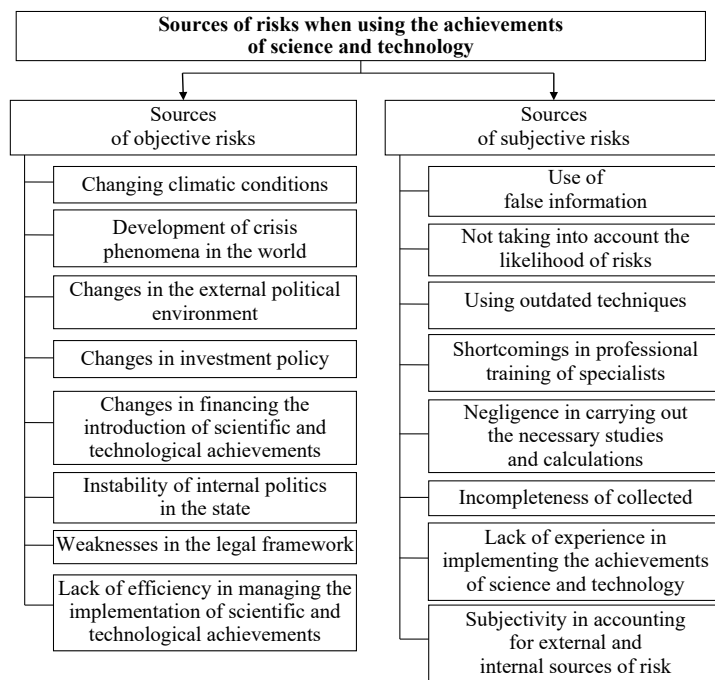 Sources of risks when using the achievements
of science and technology
Sources
of objective risks
Changing climatic conditions
Development of crisis
phenomena in the world
Changes in the external political
environment
Changes in investment policy
Changes in financing the
introduction of scientific and
technological achievements
Instability of internal politics
in the state
Weaknesses in the legal framework
Lack of efficiency in managing the
implementation of scientific and
technological achievements
Sources
of subjective risks
Use of
false information
Not taking into account the
likelihood of risks
Using outdated techniques
Shortcomings in professional
training of specialists
Negligence in carrying out
the necessary studies
and calculations
Incompleteness of collected
Lack of experience in
implementing the achievements
of science and technology
Subjectivity in accounting
for external and
internal sources of risk